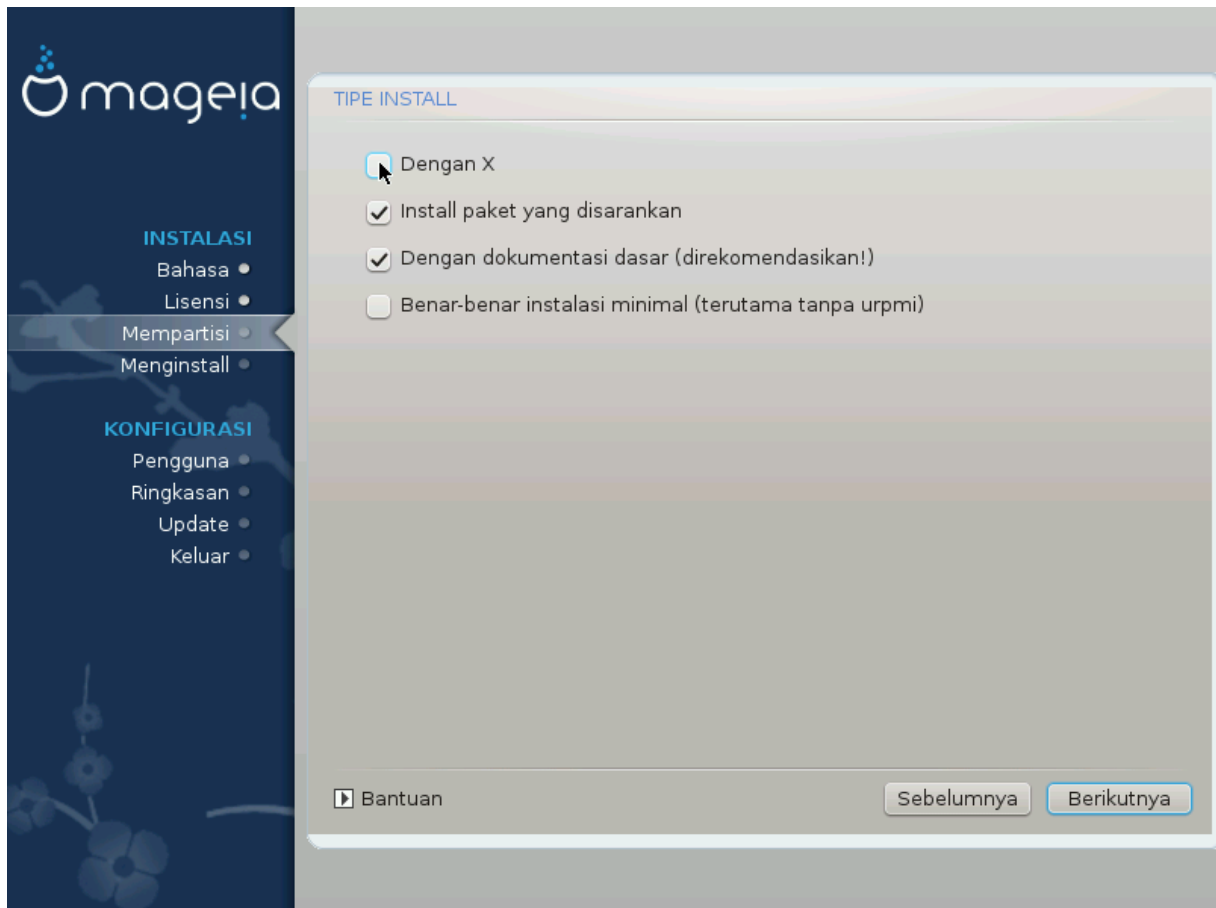 mageia
INSTALASI
Bahasa
Lisensi
Mempartisi
Menginstall
KONFIGURASI
Pengguna
Ringkasan
Update
Keluar
TIPE INSTALL
Dengan X
Install paket yang disarankan
Dengan dokumentasi dasar (direkomendasikan!)
Benar-benar instalasi minimal (terutama tanpa urpmi)
Bantuan
Sebelumnya
Berikutnya